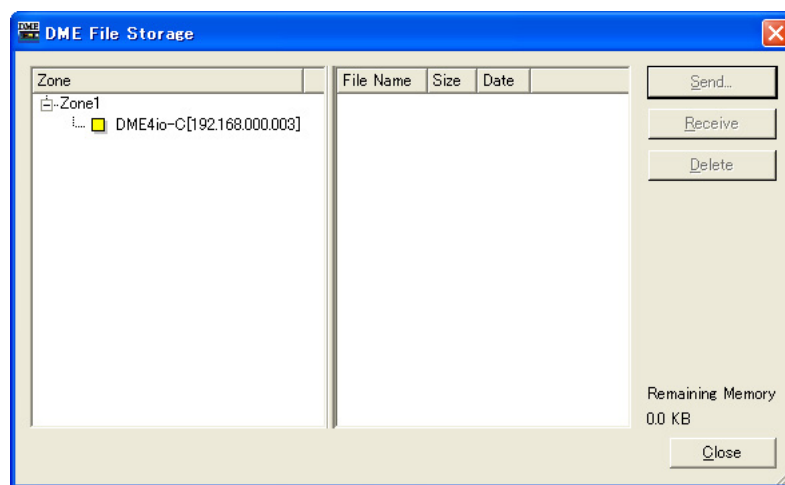 DME
DME File Storage
Zone
File Name Size Date
Zone1
DME4io-C[192.168.000.003]
Send...
Receive
Delete
Remaining Memory
0.0 KB
Close